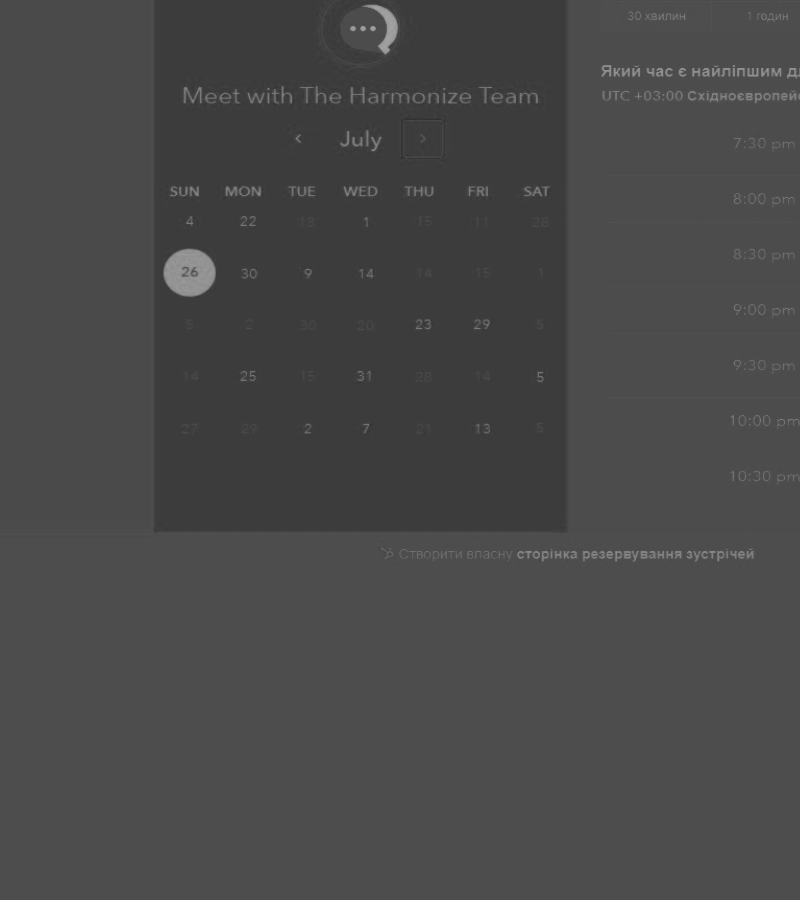 30 хвилин 1 годин
Meet with The Harmonize Team
Який час є найліпшим
UTC +03:00 Східноєвропей
July
7:30 pm
SUN MON TUE WED THU FRI SAT
8:00 pm
4 22 13 1 15 11 28
8:30 pm
26 30 9 14 14 15 1
9:00 pm
5 2 30 20 23 29 5
9:30 pm
14 25 15 31 28 14 5
10:00 pm
27 29 2 7 21 13 5
10:30 pm
Створити власну сторінка резервування зустрічей